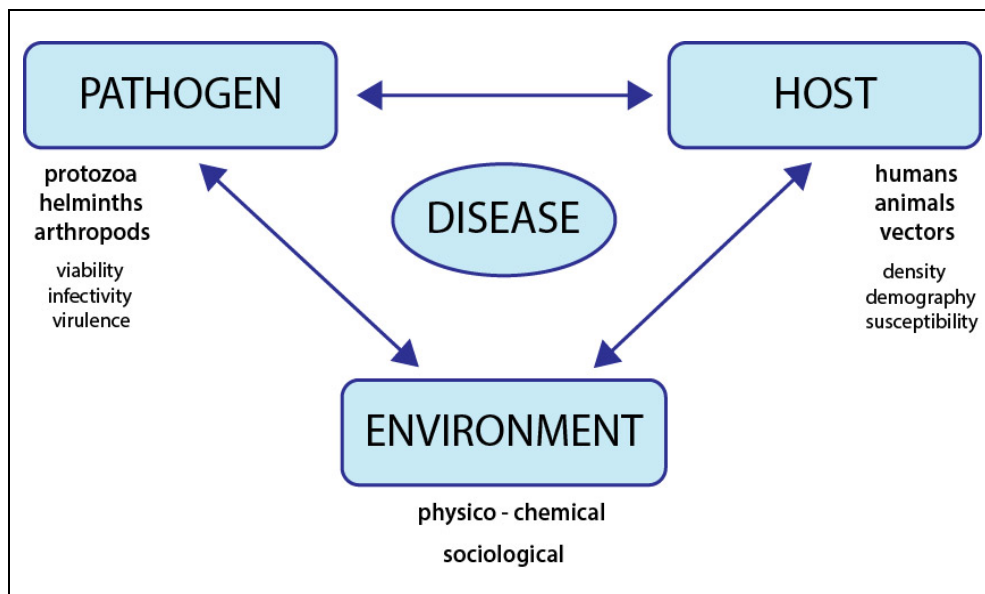 PATHOGEN
HOST
protozoa
helminths
arthropods
viability
infectivity
virulence
DISEASE
humans
animals
vectors
density
demography
susceptibility
ENVIRONMENT
physico - chemical
sociological